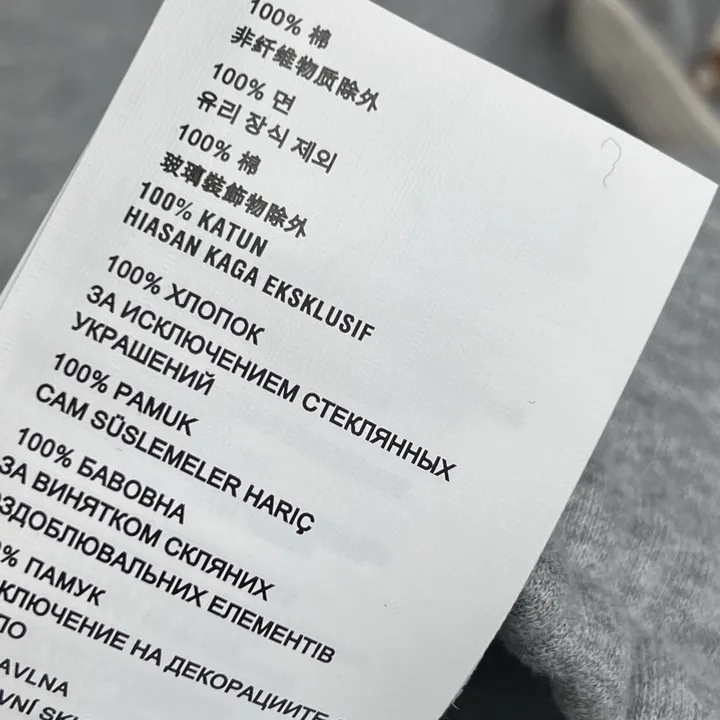 100% 棉
非纤维物质除外
100% 면
유리 장식 제외
100% 棉
玻璃裝飾物除外
100% KATUN
HIASAN KAGA EKSKLUSIF
100% ХЛОПОК
ЗА ИСКЛЮЧЕНИЕМ СТЕКЛЯННЫХ
УКРАШЕНИЙ
100% PAMUK
CAM SÜSLEMELER HARIÇ
100% БАВОВНА
ЗА ВИНЯТКОМ СКЛЯНИХ
ОЗДОБЛЮВАЛЬНИХ ЕЛЕМЕНТІВ
% ПАМУК
КЛЮЧЕНИЕ НА ДЕКОРАЦИИТЕ
ЛО
AVLNA